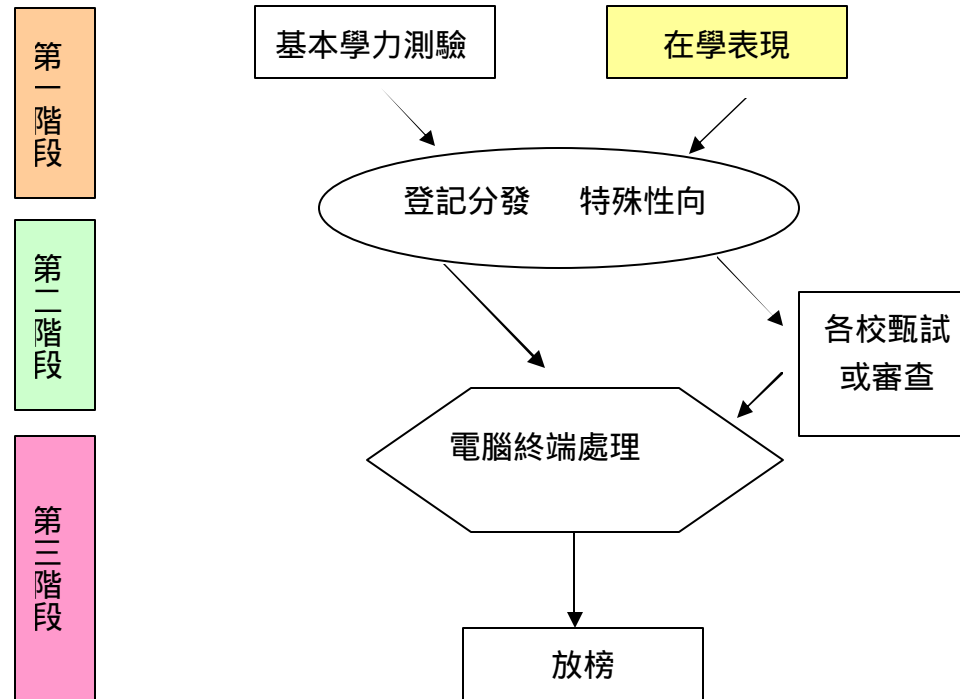 第一階段
基本學力測驗
在學表現
登記分發 特殊性向
第二階段
各校甄試
或審查
電腦終端處理
第三階段
放榜